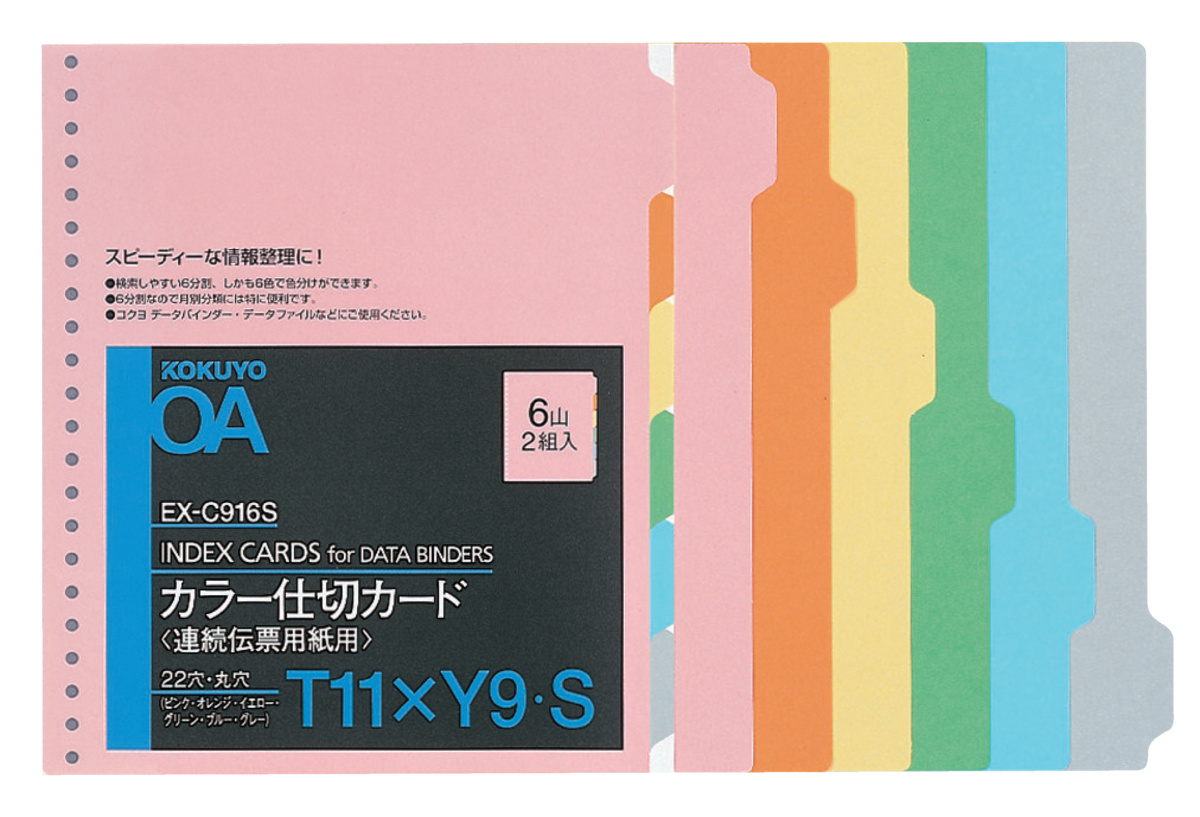 スピーディーな情報整理に!
●検索しやすい6分割、しかも6色で色分けができます。
●6分割なので月別分類には特に便利です。
●コクヨ データバインダー・データファイルなどにご使用ください。
KOKUYO
OA
6山
2組入
EX-C916S
INDEX CARDS for DATA BINDERS
カラー仕切カード
〈連続伝票用紙用〉
22穴・丸穴
(ピンク・オレンジ・イエロー・
グリーン・ブルー・グレー)
T11×Y9・S